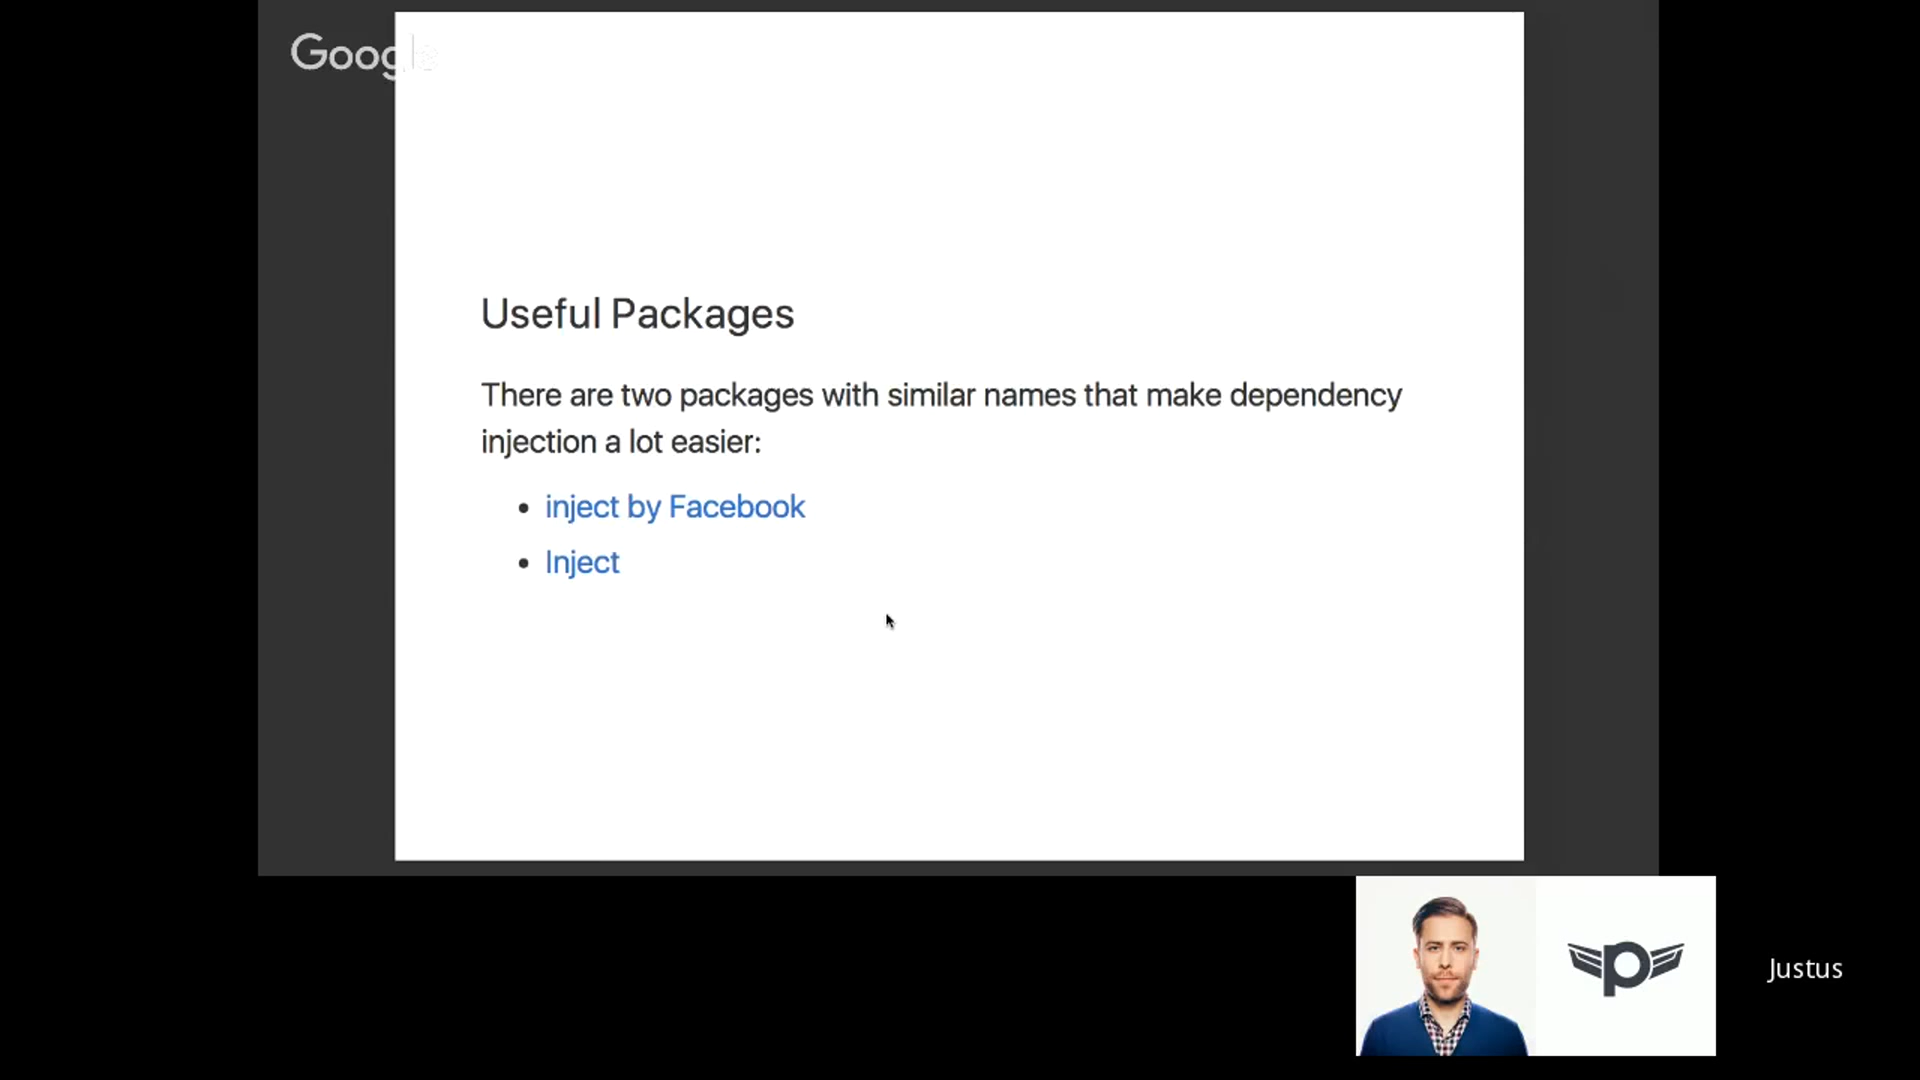 Google
Useful Packages
There are two packages with similar names that make dependency
injection a lot easier:
• inject by Facebook
• Inject
Justus